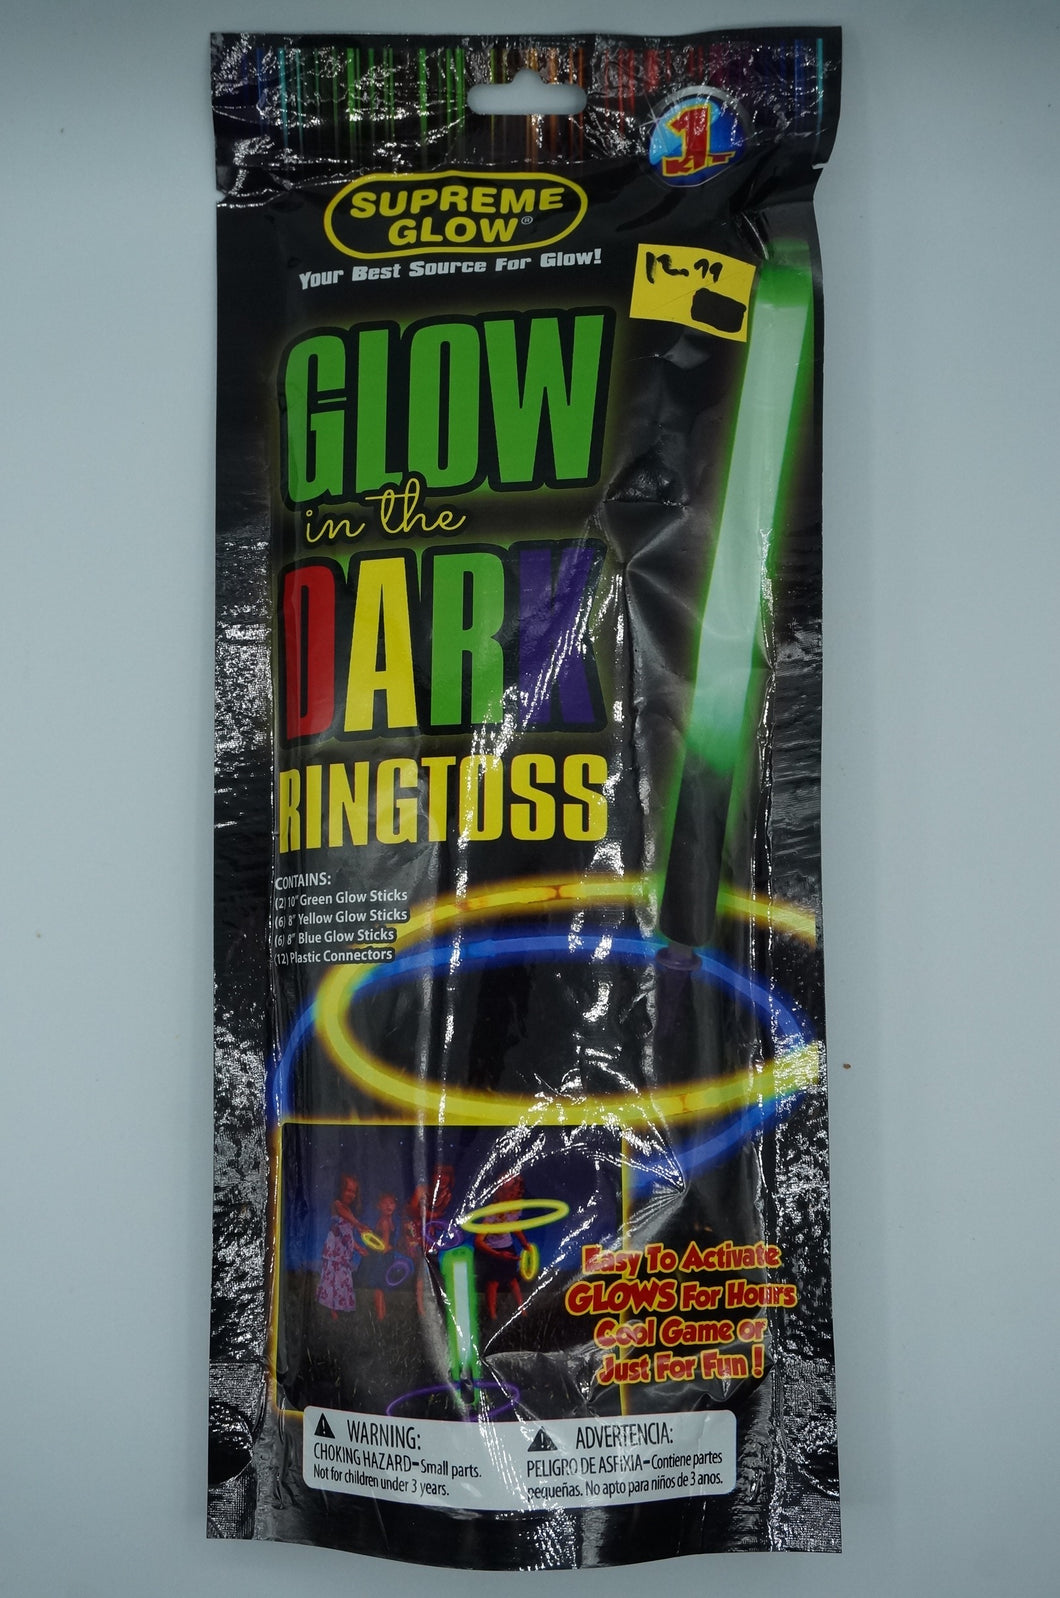 1
SUPREME
GLOW®
Your Best Source For Glow!
12.99
GLOW
in the
DARK
RINGTOSS
CONTAINS:
(2) 10" Green Glow Sticks
(6) 8" Yellow Glow Sticks
(6) 8" Blue Glow Sticks
(12) Plastic Connectors
Easy To Activate
GLOWS For Hours
Cool Game or
Just For Fun!
WARNING:
CHOKING HAZARD-Small parts.
Not for children under 3 years.
ADVERTENCIA:
PELIGRO DE ASFIXIA-Contiene partes
pequeñas. No apto para niños de 3 anos.